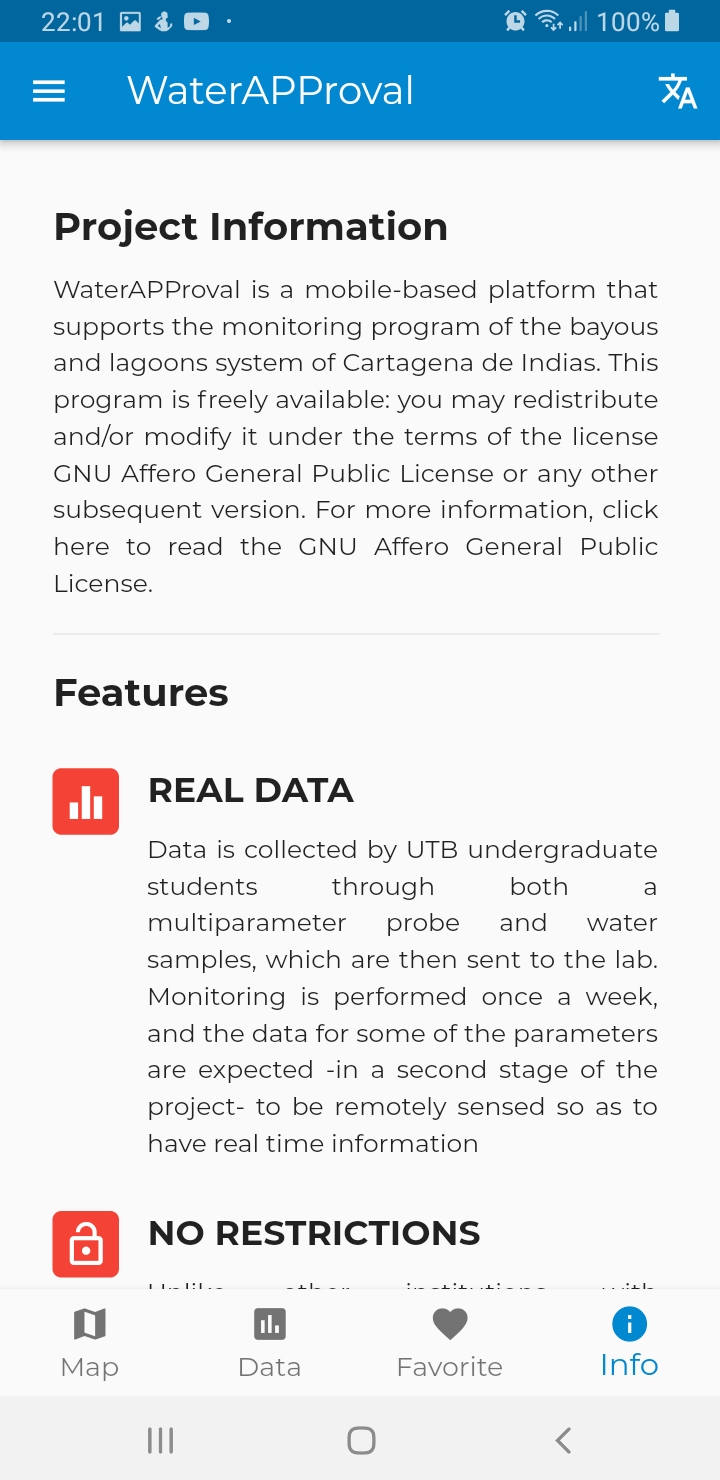 22:01
100%
WaterAPProval
Project Information
WaterAPProval is a mobile-based platform that
supports the monitoring program of the bayous
and lagoons system of Cartagena de Indias. This
program is freely available: you may redistribute
and/or modify it under the terms of the license
GNU Affero General Public License or any other
subsequent version. For more information, click
here to read the GNU Affero General Public
License.
Features
REAL DATA
Data is collected by UTB undergraduate
students through both a
multiparameter probe and water
samples, which are then sent to the lab.
Monitoring is performed once a week,
and the data for some of the parameters
are expected -in a second stage of the
project- to be remotely sensed so as to
have real time information
NO RESTRICTIONS
Unlike other institutions with
Map
Data
Favorite
Info